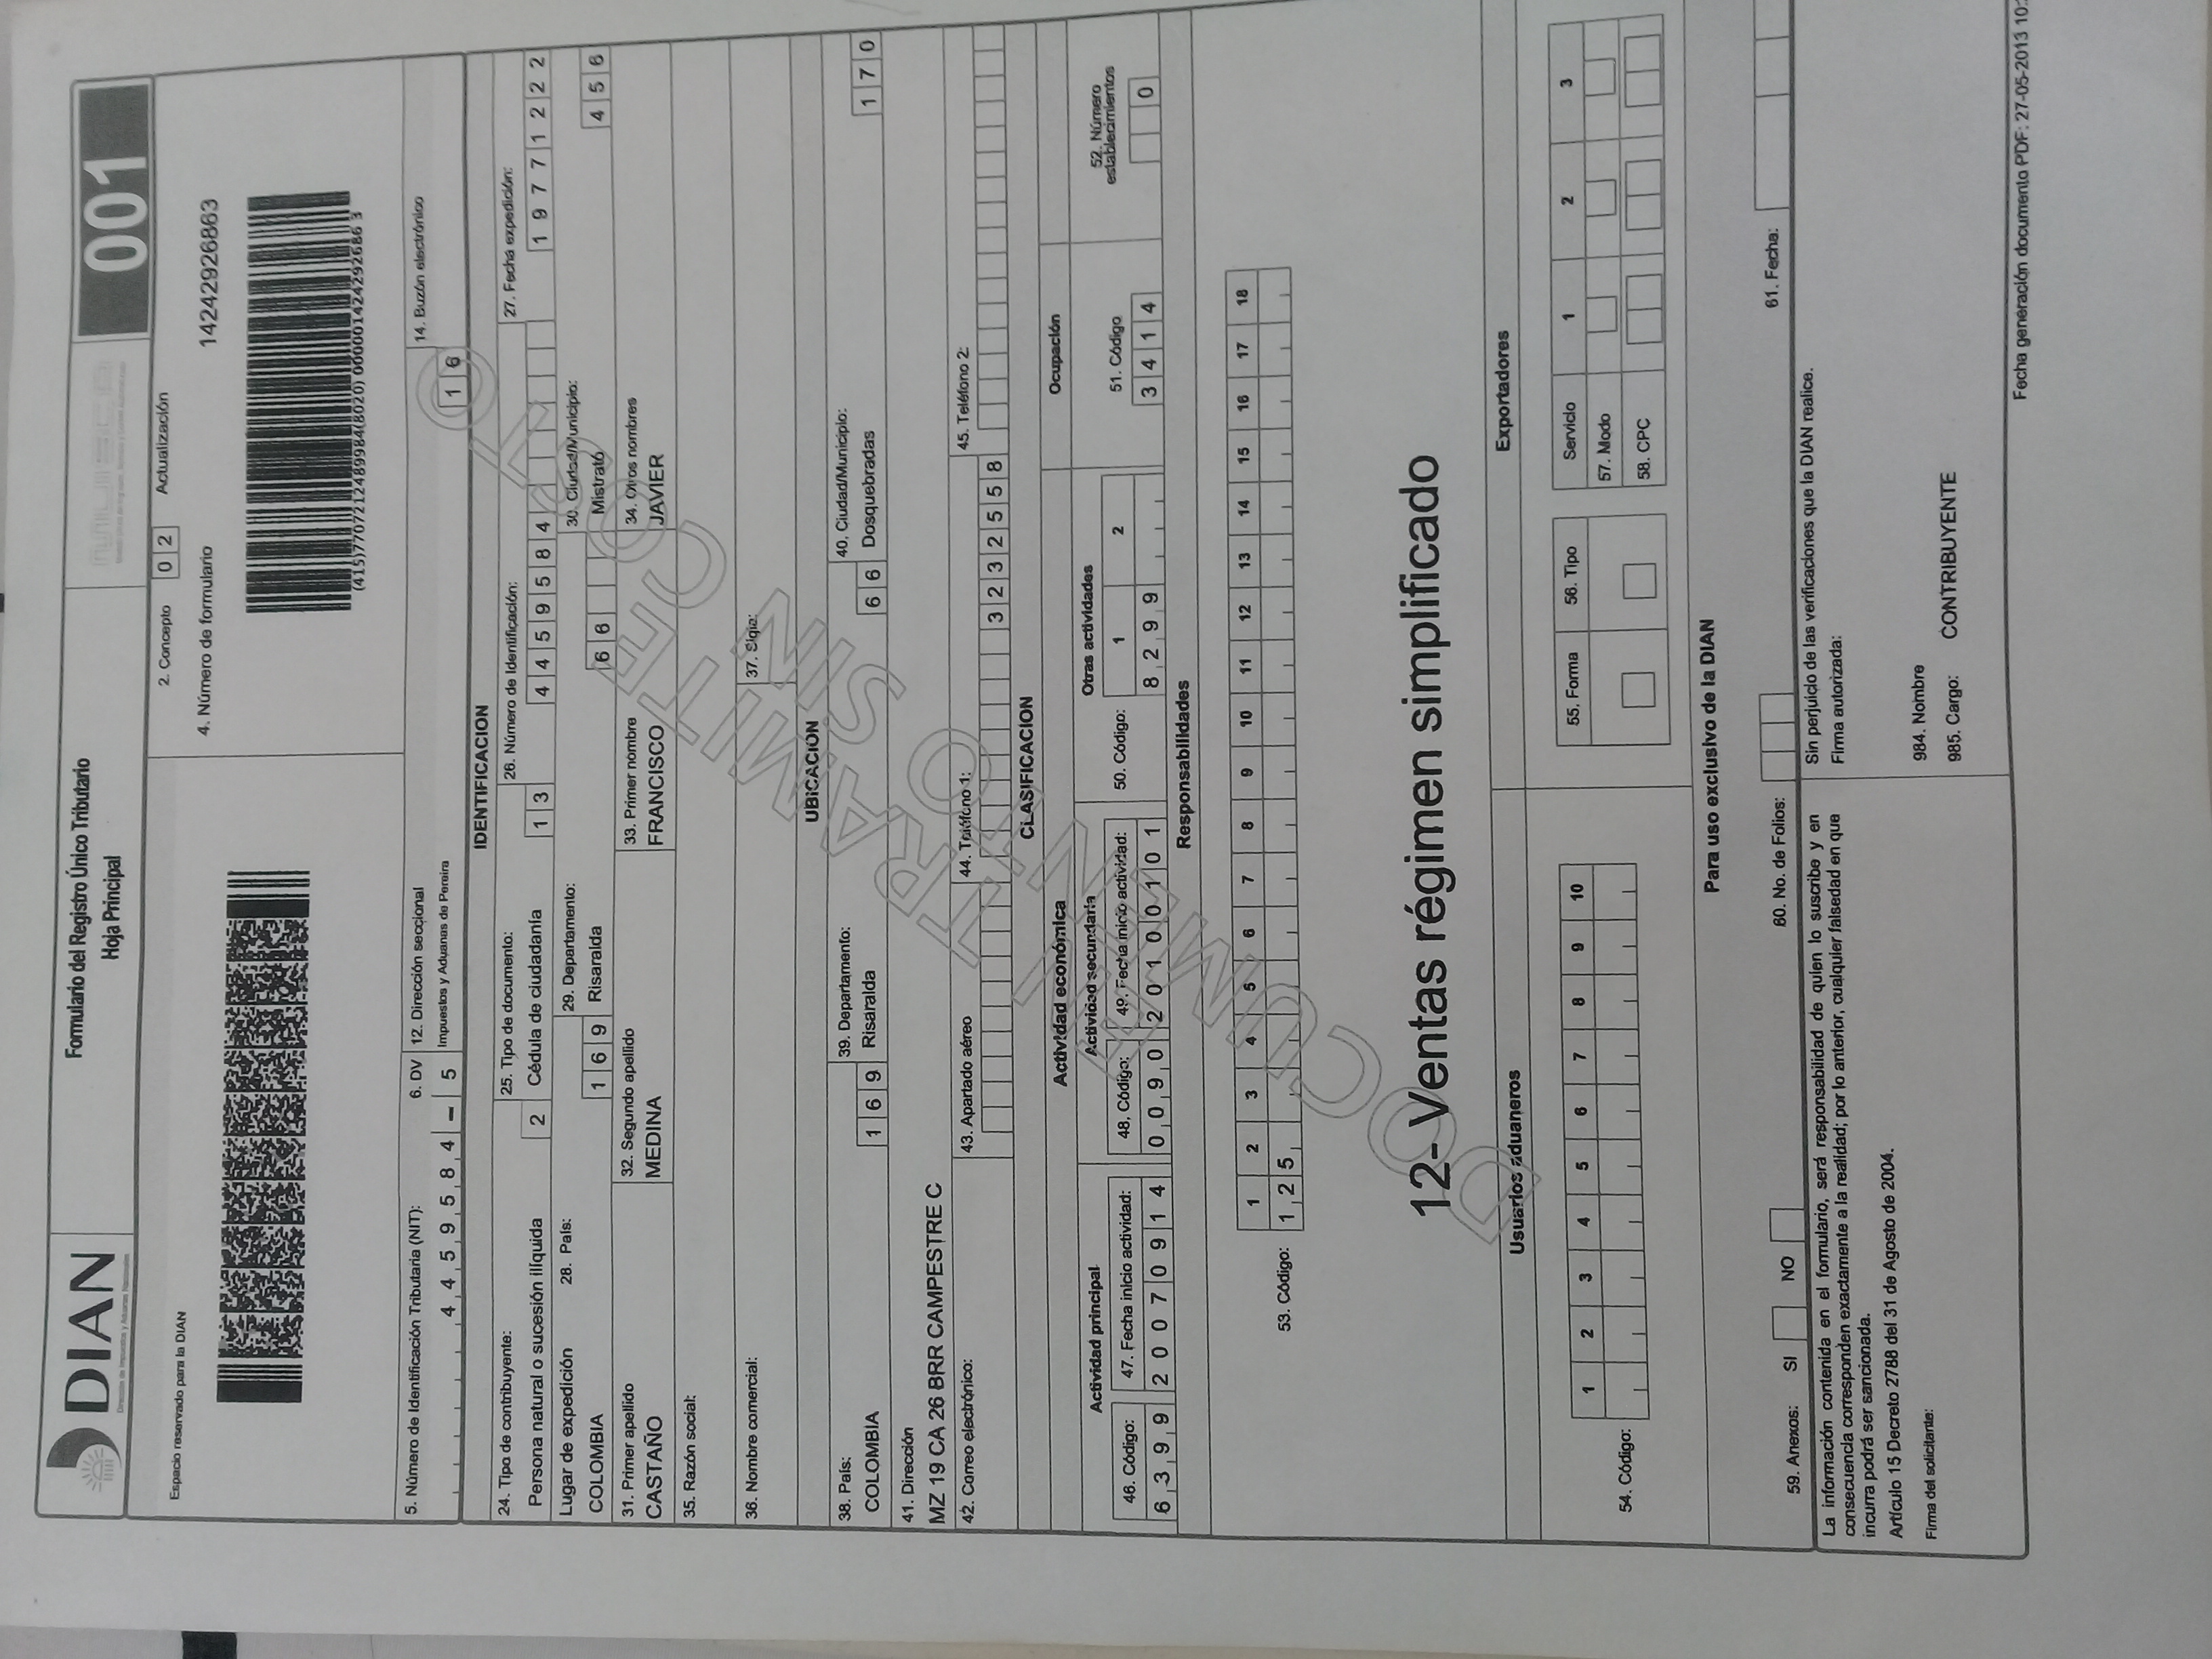 DIAN
Dirección de Impuestos y Aduanas Nacionales
Formulario del Registro Único Tributario
Hoja Principal
001
Espacio reservado para la DIAN
2. Concepto 0 2 Actualización
4. Número de formulario 14242926863
(415)7707212489984(8020) 000001424292686 3
5. Número de Identificación Tributaria (NIT): 6. DV 12. Dirección seccional 14. Buzón electrónico
4 4 5 9 5 8 4 – 5 Impuestos y Aduanas de Pereira 1 6
IDENTIFICACION
24. Tipo de contribuyente: 25. Tipo de documento: 26. Número de Identificación: 27. Fecha expedición:
Persona natural o sucesión ilíquida 2 Cédula de ciudadanía 1 3 4 4 5 9 5 8 4 1 9 7 7 1 2 2 2
Lugar de expedición 28. País: 29. Departamento: 30. Ciudad/Municipio:
COLOMBIA 1 6 9 Risaralda 6 6 Mistrató 4 5 6
31. Primer apellido 32. Segundo apellido 33. Primer nombre 34. Otros nombres
CASTAÑO MEDINA FRANCISCO JAVIER
35. Razón social:
36. Nombre comercial: 37. Sigla:
UBICACION
38. País: 39. Departamento: 40. Ciudad/Municipio:
COLOMBIA 1 6 9 Risaralda 6 6 Dosquebradas 1 7 0
41. Dirección
MZ 19 CA 26 BRR CAMPESTRE C
42. Correo electrónico: 43. Apartado aéreo 44. Teléfono 1: 45. Teléfono 2:
3 2 3 2 5 5 8
CLASIFICACION
Actividad económica Ocupación
Actividad principal Actividad secundaria Otras actividades 52. Número establecimientos
46. Código: 47. Fecha inicio actividad: 48. Código: 49. Fecha inicio actividad: 50. Código: 1 2 51. Código
6 3 9 9 2 0 0 7 0 9 1 4 0 0 9 0 2 0 1 0 0 1 0 1 8 2 9 9 3 4 1 4 0
Responsabilidades
1 2 3 4 5 6 7 8 9 10 11 12 13 14 15 16 17 18
53. Código: 1 2 5
12- Ventas régimen simplificado
EN TRAMITE
DOCUMENTO SIN COSTO
Usuarios aduaneros Exportadores
1 2 3 4 5 6 7 8 9 10
54. Código:
55. Forma 56. Tipo Servicio 1 2 3
57. Modo
58. CPC
Para uso exclusivo de la DIAN
59. Anexos: SI NO 60. No. de Folios: 61. Fecha:
La información contenida en el formulario, será responsabilidad de quien lo suscribe y en
consecuencia corresponden exactamente a la realidad; por lo anterior, cualquier falsedad en que
incurra podrá ser sancionada.
Artículo 15 Decreto 2788 del 31 de Agosto de 2004.
Firma del solicitante:
Sin perjuicio de las verificaciones que la DIAN realice.
Firma autorizada:
984. Nombre
985. Cargo: CONTRIBUYENTE
Fecha generación documento PDF: 27-05-2013 10: